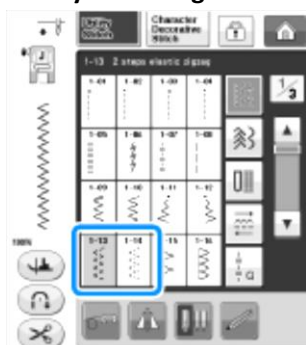 Utility Stitch
Character Decorative Stitch
1-13 2 steps elastic zigzag
J
1/3
1-01 1-02 1-03 1-04
1-05 1-06 1-07 1-08
1-09 1-10 1-11 1-12
1-13 1-14 1-15 1-16
100%
a